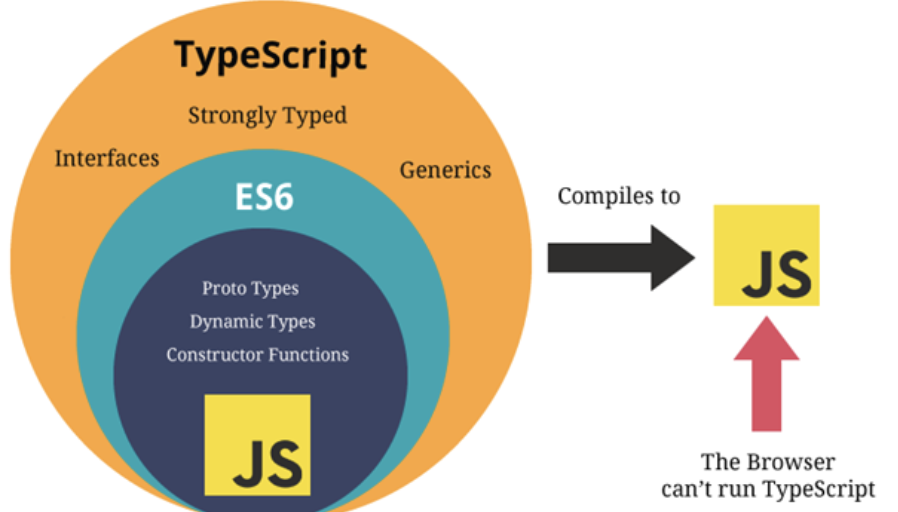 TypeScript
Strongly Typed
Interfaces
Generics
ES6
Proto Types
Dynamic Types
Constructor Functions
JS
Compiles to
JS
The Browser
can’t run TypeScript